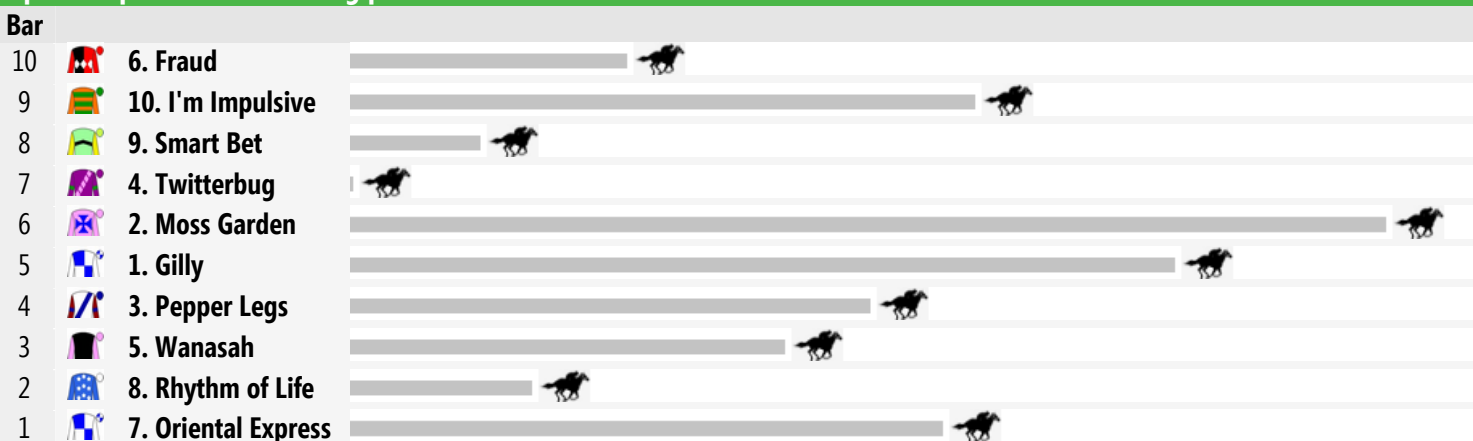 Bar
10 6. Fraud
9 10. I'm Impulsive
8 9. Smart Bet
7 4. Twitterbug
6 2. Moss Garden
5 1. Gilly
4 3. Pepper Legs
3 5. Wanasah
2 8. Rhythm of Life
1 7. Oriental Express